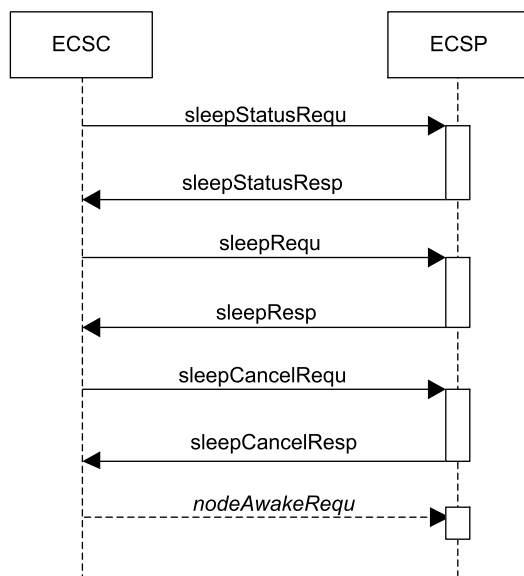 ECSC
ECSP
sleepStatusRequ
sleepStatusResp
sleepRequ
sleepResp
sleepCancelRequ
sleepCancelResp
nodeAwakeRequ